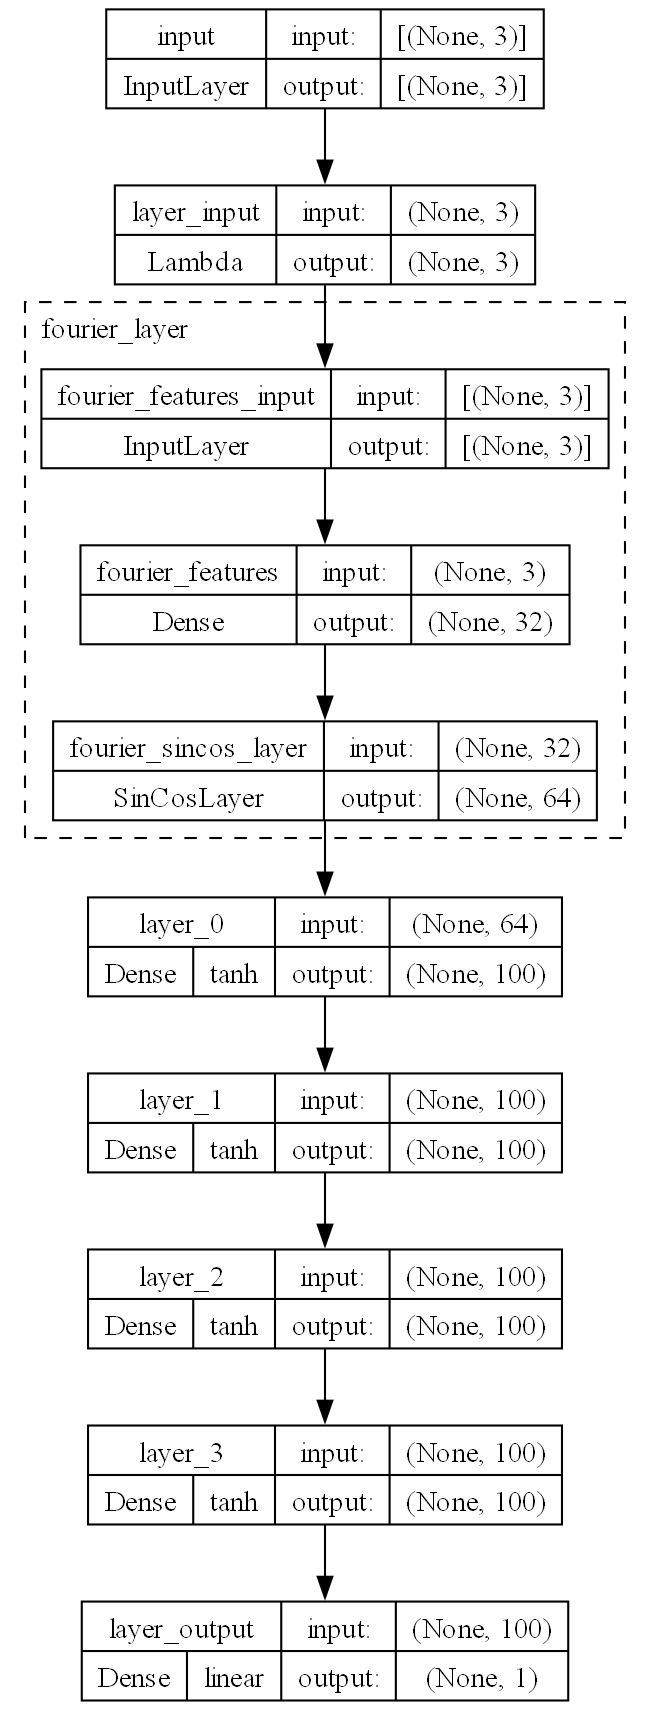 input input: [(None, 3)]
InputLayer output: [(None, 3)]
layer_input input: (None, 3)
Lambda output: (None, 3)
fourier_layer
fourier_features_input input: [(None, 3)]
InputLayer output: [(None, 3)]
fourier_features input: (None, 3)
Dense output: (None, 32)
fourier_sincos_layer input: (None, 32)
SinCosLayer output: (None, 64)
layer_0 input: (None, 64)
Dense tanh output: (None, 100)
layer_1 input: (None, 100)
Dense tanh output: (None, 100)
layer_2 input: (None, 100)
Dense tanh output: (None, 100)
layer_3 input: (None, 100)
Dense tanh output: (None, 100)
layer_output input: (None, 100)
Dense linear output: (None, 1)